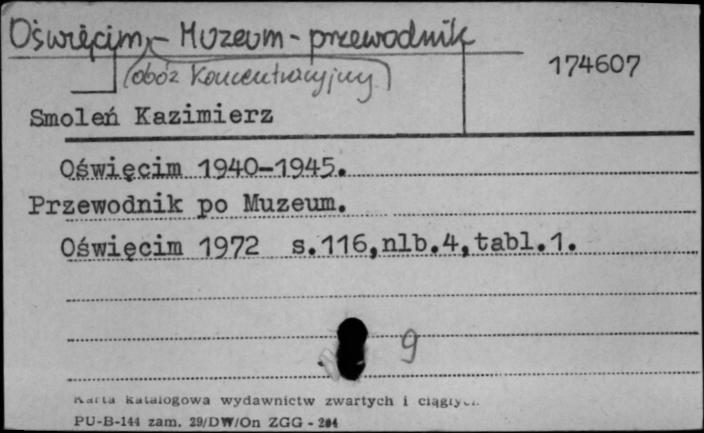 Oświęcim, - Muzeum - przewodnik
(obóz koncentracyjny)
174607
Smoleń Kazimierz
Oświęcim 1940-1945.
Przewodnik po Muzeum.
Oświęcim 1972 s.116,nlb.4,tabl.1.
9
Karta katalogowa wydawnictw zwartych i ciągłych
PU-B-144 zam. 29/DW/On ZGG - 204